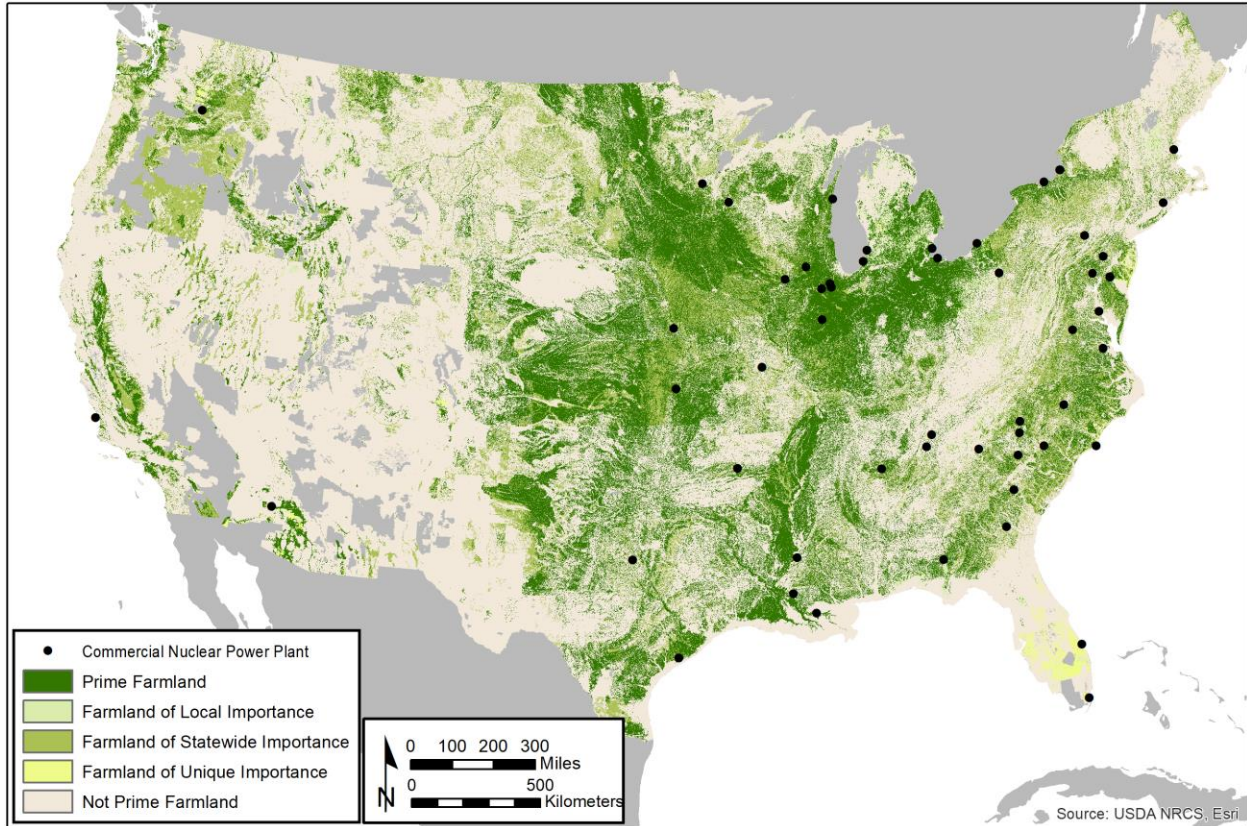 Commercial Nuclear Power Plant
Prime Farmland
Farmland of Local Importance
Farmland of Statewide Importance
Farmland of Unique Importance
Not Prime Farmland
N
0 100 200 300
Miles
0 500
Kilometers
Source: USDA NRCS, Esri